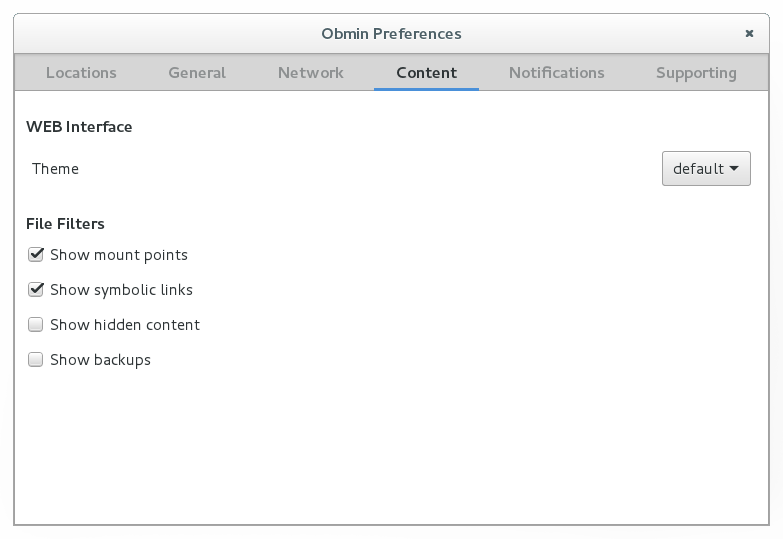 Obmin Preferences
Locations General Network Content Notifications Supporting
WEB Interface
Theme default
File Filters
Show mount points
Show symbolic links
Show hidden content
Show backups